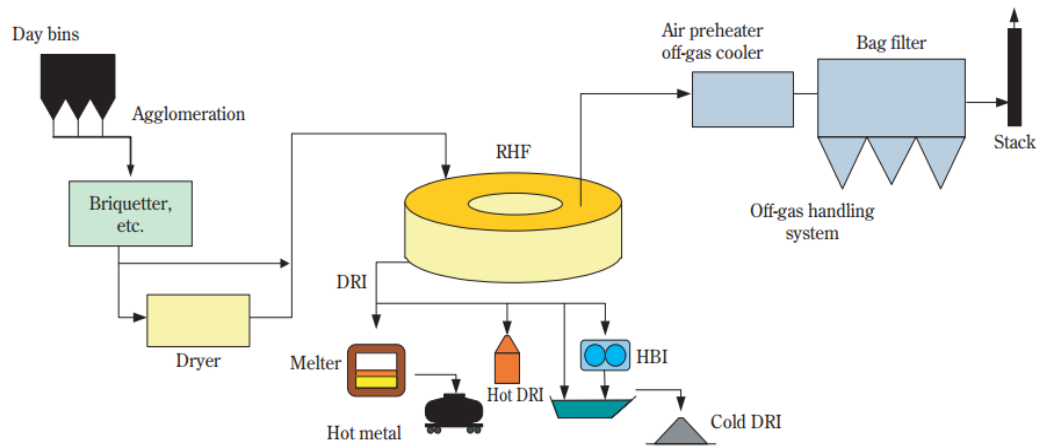 Day bins
Agglomeration
Briquetter,
etc.
Dryer
RHF
Air preheater
off-gas cooler
Bag filter
Stack
Off-gas handling
system
DRI
Melter
Hot metal
Hot DRI
HBI
Cold DRI